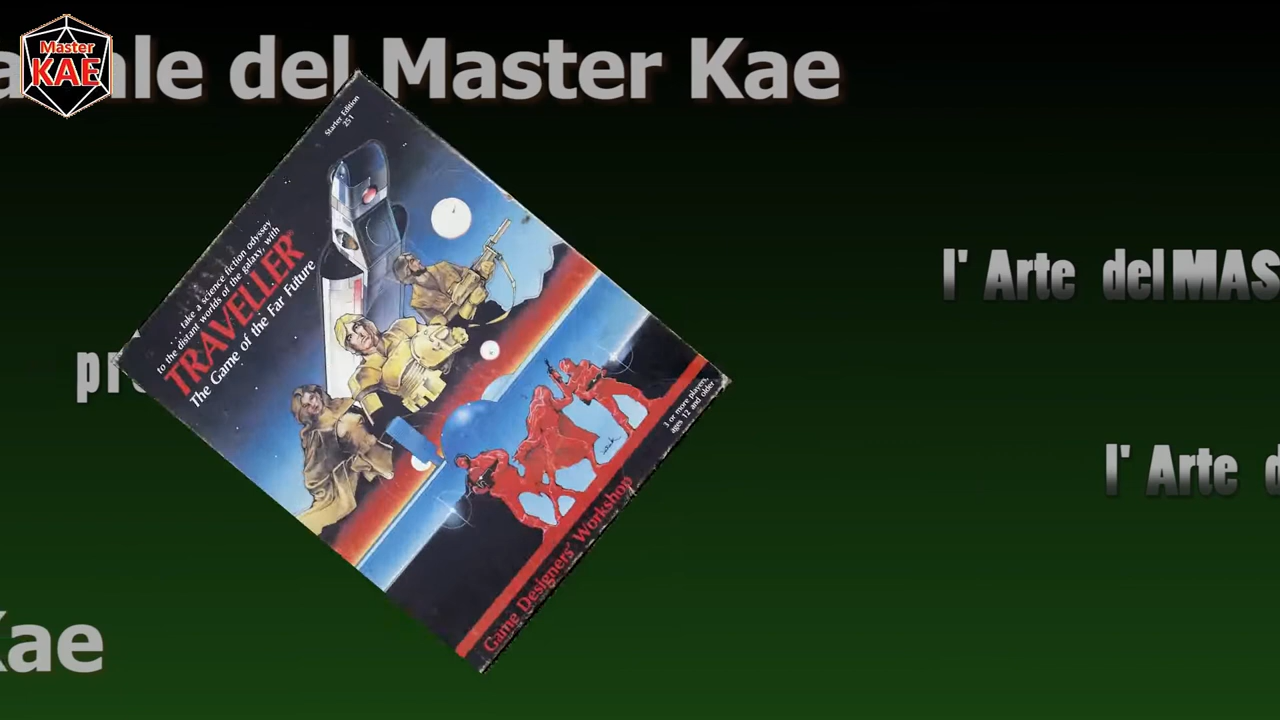 Master
KAE
ale del Master Kae
Starter Edition
251
take a science fiction odyssey
to the distant worlds of the galaxy, with
TRAVELLER
The Game of the Far Future
3 or more players,
ages 12 and older
Game Designers' Workshop
l' Arte del MAS
pr
l' Arte d
Kae